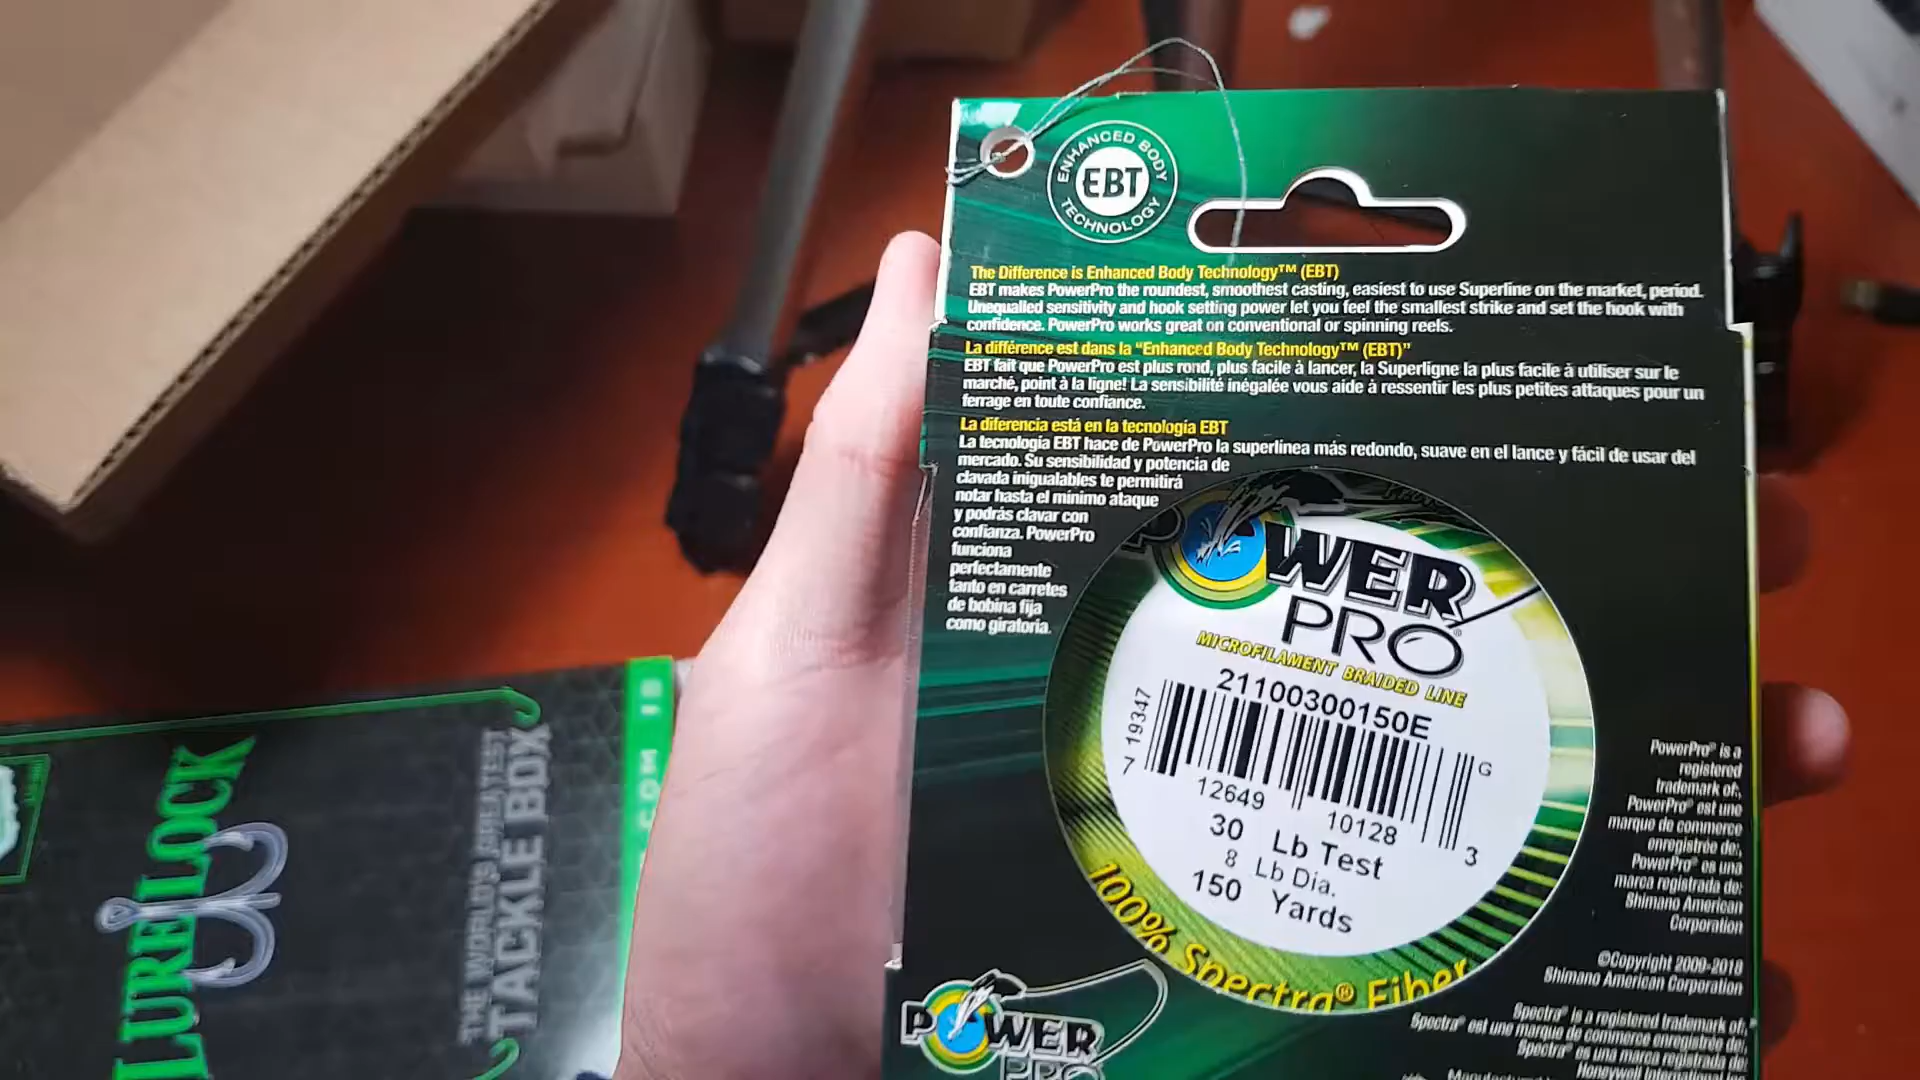 ENHANCED BODY
EBT
TECHNOLOGY
The Difference is Enhanced Body Technology™ (EBT)
EBT makes PowerPro the roundest, smoothest casting, easiest to use Superline on the market, period.
Unequalled sensitivity and hook setting power let you feel the smallest strike and set the hook with
confidence. PowerPro works great on conventional or spinning reels.
La différence est dans la “Enhanced Body Technology™ (EBT)”
EBT fait que PowerPro est plus rond, plus facile à lancer, la Superligne la plus facile à utiliser sur le
marché, point à la ligne! La sensibilité inégalée vous aide à ressentir les plus petites attaques pour un
ferrage en toute confiance.
La diferencia está en la tecnología EBT
La tecnología EBT hace de PowerPro la superlínea más redondo, suave en el lance y fácil de usar del
mercado. Su sensibilidad y potencia de
clavada inigualables te permitirá
notar hasta el mínimo ataque
y podrás clavar con
confianza. PowerPro
funciona
perfectamente
tanto en carretes
de bobina fija
como giratoria.
POWER
PRO®
MICROFILAMENT BRAIDED LINE
21100300150E
7 19347
12649
10128
3
G
30 Lb Test
8 Lb Dia.
150 Yards
100% Spectra® Fiber
PowerPro® is a
registered
trademark of:,
PowerPro® est une
marque de commerce
enregistrée de:,
PowerPro® es una
marca registrada de:
Shimano American
Corporation
©Copyright 2009-2018
Shimano American Corporation
Spectra® is a registered trademark of:,
Spectra® est une marque de commerce enregistrée de:
Spectra® es una marca registrada de:
Honeywell International
POWER
PRO
LURELOCK
THE WORLD'S GREATEST
TACKLE BOX